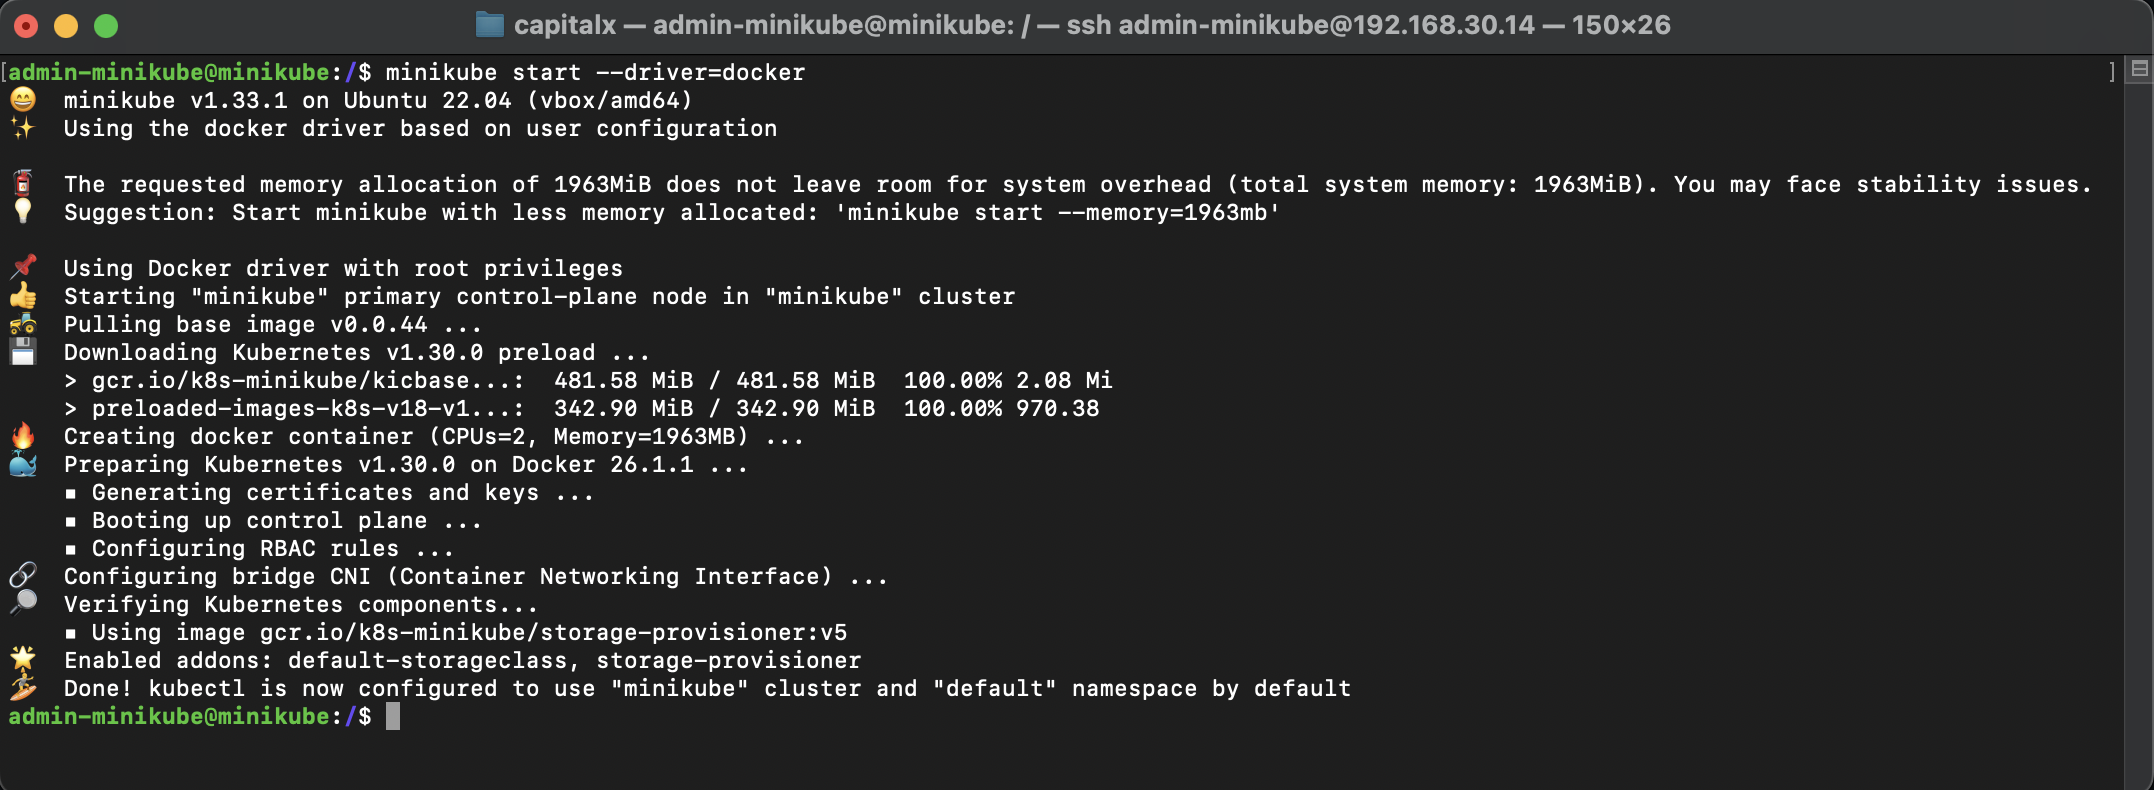 capitalx — admin-minikube@minikube: / — ssh admin-minikube@192.168.30.14 — 150×26
[admin-minikube@minikube:/$ minikube start --driver=docker ]
😄 minikube v1.33.1 on Ubuntu 22.04 (vbox/amd64)
✨ Using the docker driver based on user configuration
🧯 The requested memory allocation of 1963MiB does not leave room for system overhead (total system memory: 1963MiB). You may face stability issues.
💡 Suggestion: Start minikube with less memory allocated: 'minikube start --memory=1963mb'
📌 Using Docker driver with root privileges
👍 Starting "minikube" primary control-plane node in "minikube" cluster
🚜 Pulling base image v0.0.44 ...
💾 Downloading Kubernetes v1.30.0 preload ...
> gcr.io/k8s-minikube/kicbase...: 481.58 MiB / 481.58 MiB 100.00% 2.08 Mi
> preloaded-images-k8s-v18-v1...: 342.90 MiB / 342.90 MiB 100.00% 970.38
🔥 Creating docker container (CPUs=2, Memory=1963MB) ...
🐳 Preparing Kubernetes v1.30.0 on Docker 26.1.1 ...
▪ Generating certificates and keys ...
▪ Booting up control plane ...
▪ Configuring RBAC rules ...
🔗 Configuring bridge CNI (Container Networking Interface) ...
🔎 Verifying Kubernetes components...
▪ Using image gcr.io/k8s-minikube/storage-provisioner:v5
🌟 Enabled addons: default-storageclass, storage-provisioner
🏄 Done! kubectl is now configured to use "minikube" cluster and "default" namespace by default
admin-minikube@minikube:/$